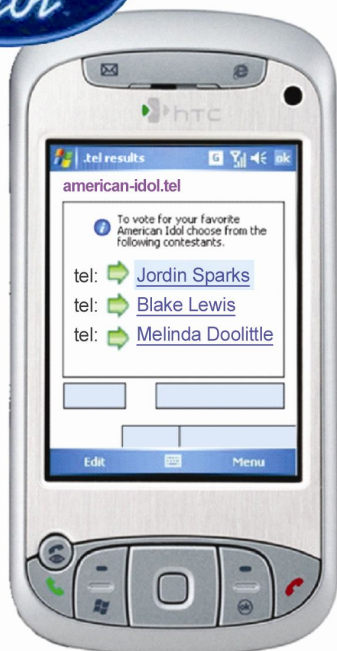 hTC
.tel results
G
ok
american-idol.tel
To vote for your favorite
American Idol choose from the
following contestants.
tel: Jordin Sparks
tel: Blake Lewis
tel: Melinda Doolittle
Edit
Menu
ok